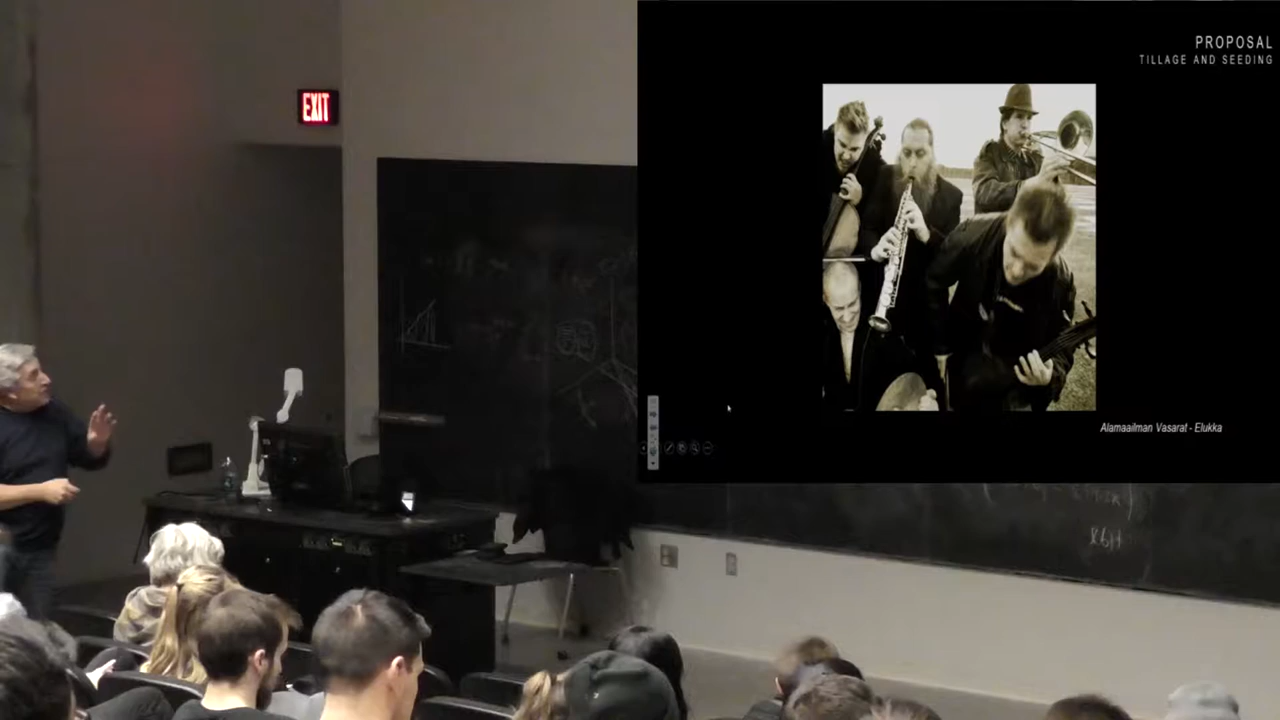 EXIT
PROPOSAL
TILLAGE AND SEEDING
Alamaailman Vasarat - Elukka